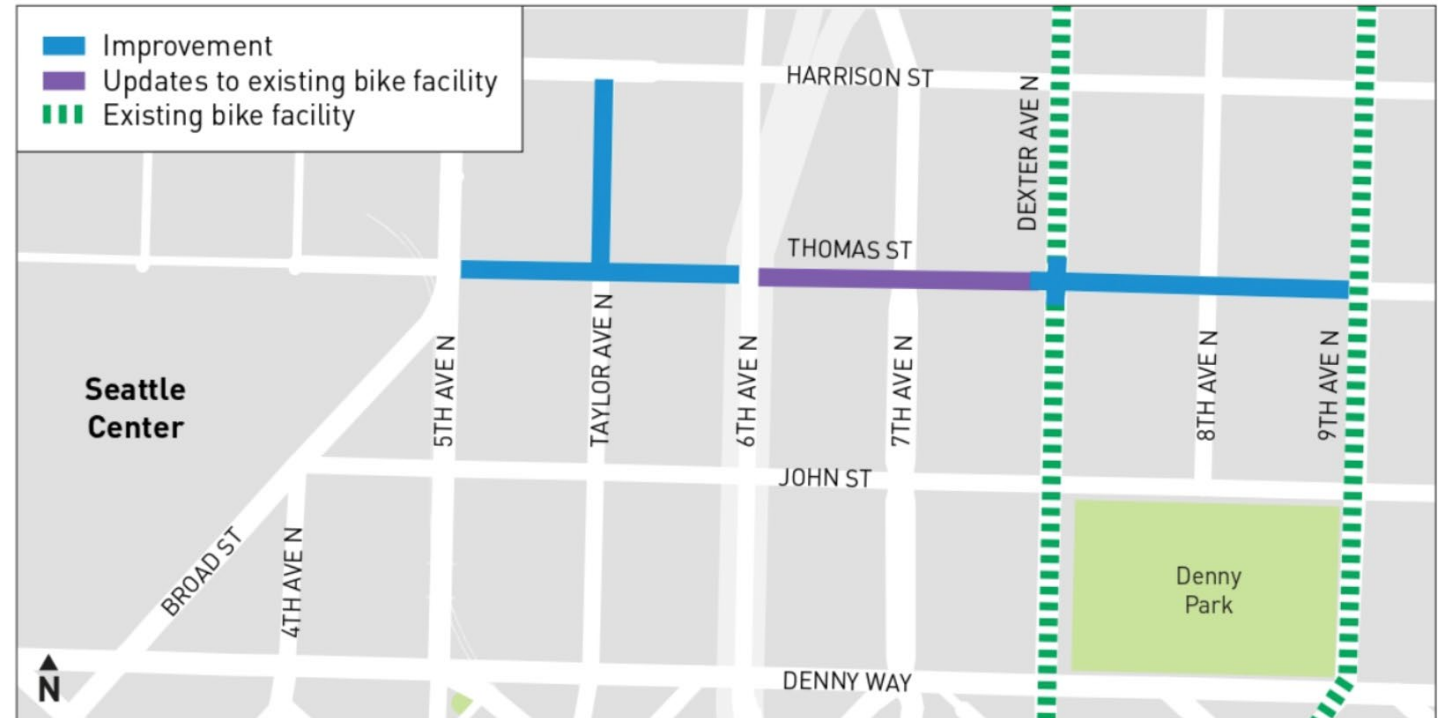 Improvement
Updates to existing bike facility
Existing bike facility
HARRISON ST
DEXTER AVE N
THOMAS ST
Seattle
Center
5TH AVE N
TAYLOR AVE N
6TH AVE N
7TH AVE N
8TH AVE N
9TH AVE N
JOHN ST
BROAD ST
4TH AVE N
Denny
Park
N
DENNY WAY